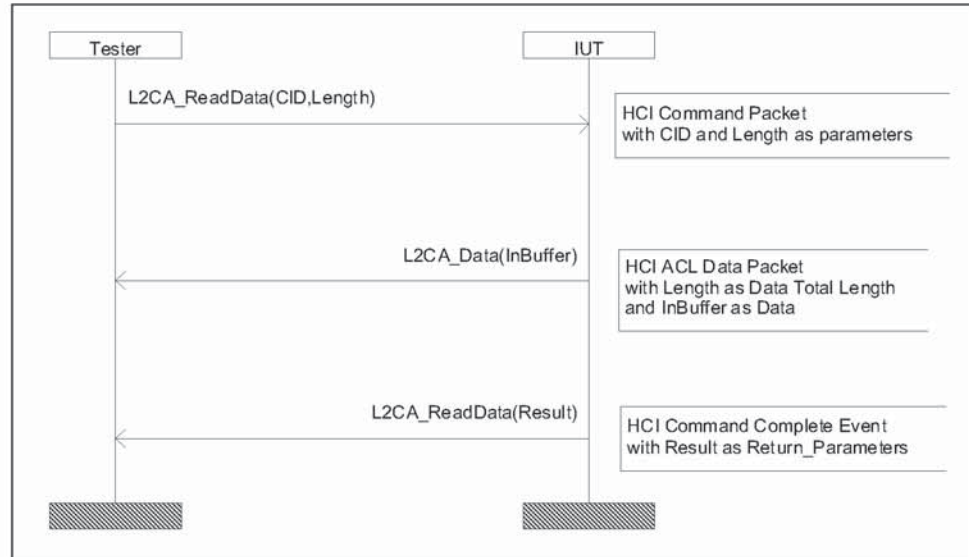 Tester
IUT
L2CA_ReadData(CID,Length)
HCI Command Packet
with CID and Length as parameters
L2CA_Data(InBuffer)
HCI ACL Data Packet
with Length as Data Total Length
and InBuffer as Data
L2CA_ReadData(Result)
HCI Command Complete Event
with Result as Return_Parameters